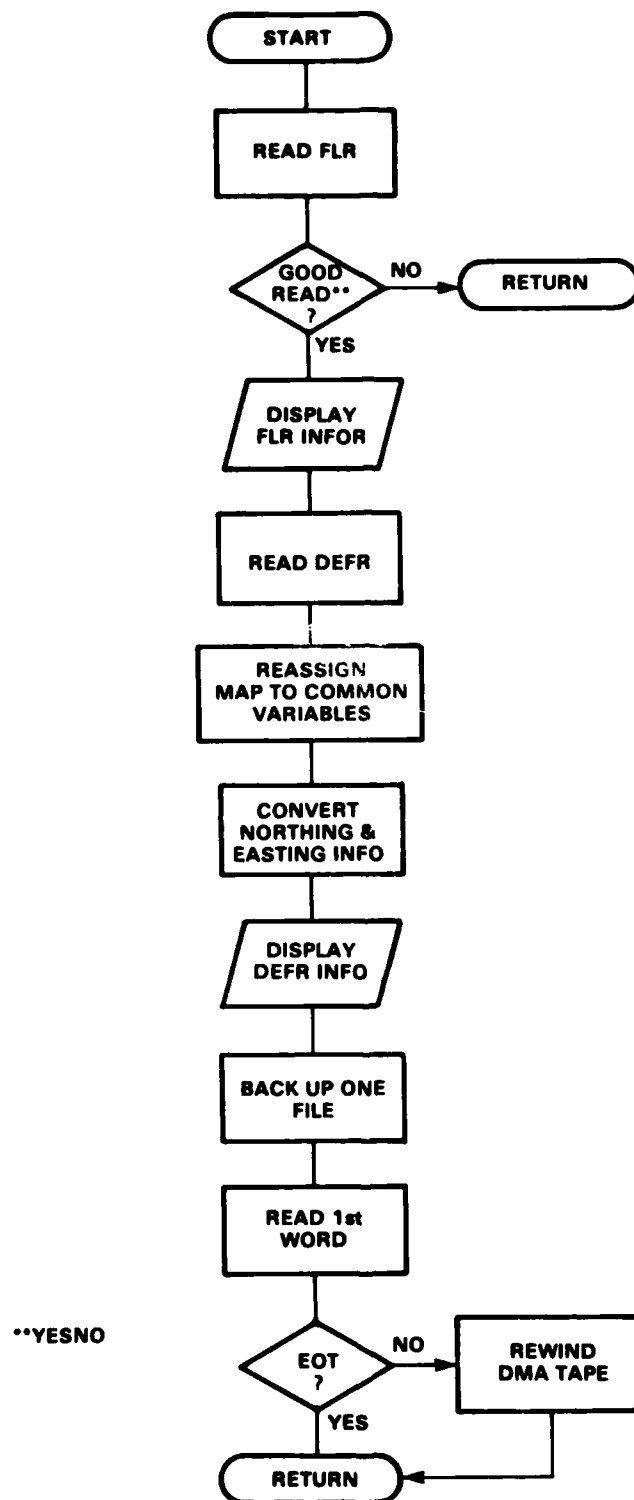 START
READ FLR
GOOD
READ**
?
NO
RETURN
YES
DISPLAY
FLR INFOR
READ DEFR
REASSIGN
MAP TO COMMON
VARIABLES
CONVERT
NORTHING &
EASTING INFO
DISPLAY
DEFR INFO
BACK UP ONE
FILE
READ 1st
WORD
**YESNO
EOT
?
NO
REWIND
DMA TAPE
YES
RETURN